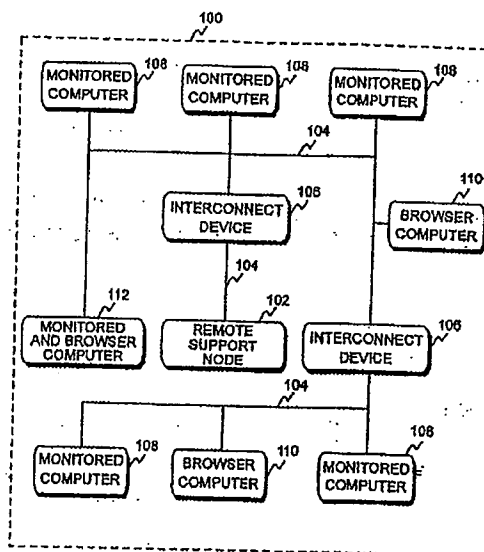 100
108
108
108
MONITORED
COMPUTER
MONITORED
COMPUTER
MONITORED
COMPUTER
104
106
INTERCONNECT
DEVICE
110
BROWSER
COMPUTER
104
112
102
106
MONITORED
AND BROWSER
COMPUTER
REMOTE
SUPPORT
NODE
INTERCONNECT
DEVICE
104
108
110
108
MONITORED
COMPUTER
BROWSER
COMPUTER
MONITORED
COMPUTER